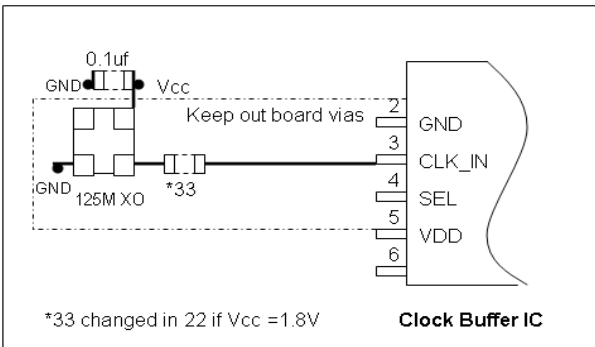 0.1uf
GND
Vcc
Keep out board vias
2
GND
3
CLK_IN
GND
125M XO
*33
4
SEL
5
VDD
6
*33 changed in 22 if Vcc =1.8V
Clock Buffer IC